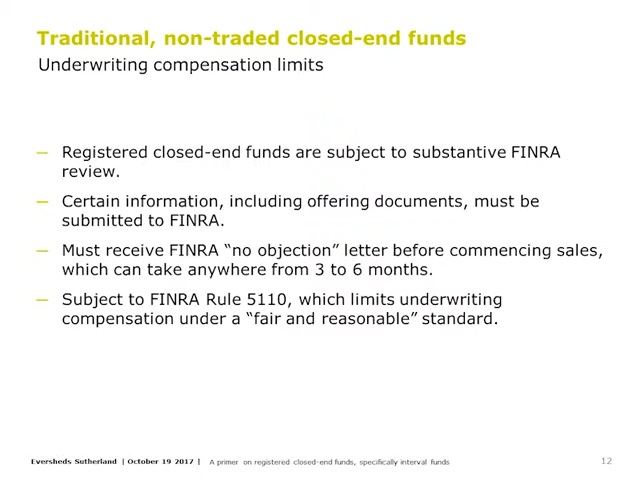 Traditional, non-traded closed-end funds
Underwriting compensation limits
— Registered closed-end funds are subject to substantive FINRA
review.
— Certain information, including offering documents, must be
submitted to FINRA.
— Must receive FINRA “no objection” letter before commencing sales,
which can take anywhere from 3 to 6 months.
— Subject to FINRA Rule 5110, which limits underwriting
compensation under a “fair and reasonable” standard.
Eversheds Sutherland | October 19 2017 | A primer on registered closed-end funds, specifically interval funds 12